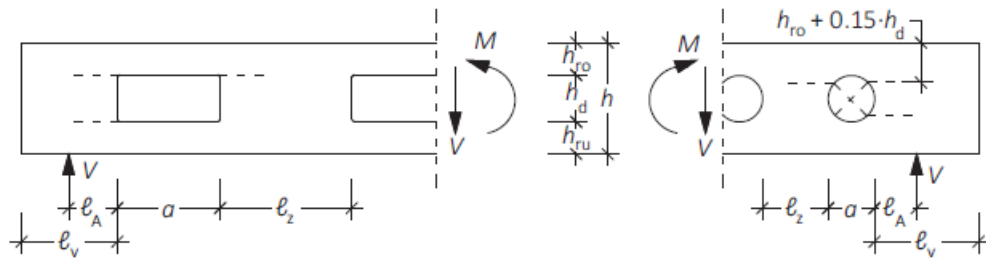 M
V
V
ℓ_A
a
ℓ_z
ℓ_v
h_ro
h_d
h_ru
h
h_ro + 0.15·h_d
M
V
V
ℓ_z
a
ℓ_A
ℓ_v